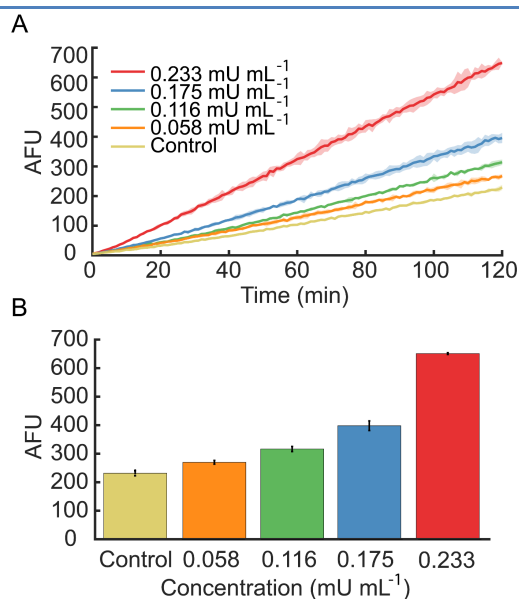 A
700
600
500
400
300
200
100
0
AFU
0.233 mU mL⁻¹
0.175 mU mL⁻¹
0.116 mU mL⁻¹
0.058 mU mL⁻¹
Control
0 20 40 60 80 100 120
Time (min)
B
700
600
500
400
300
200
100
0
AFU
Control 0.058 0.116 0.175 0.233
Concentration (mU mL⁻¹)